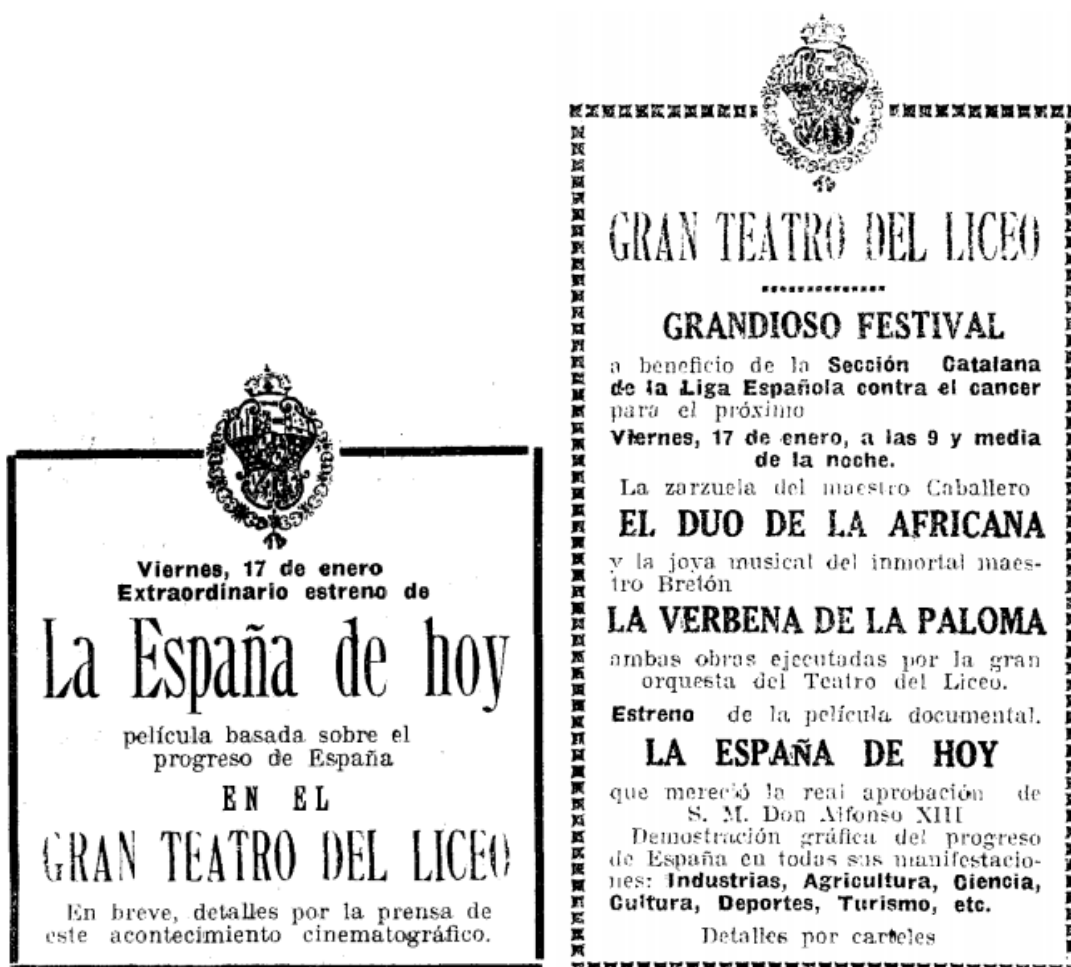 Viernes, 17 de enero
Extraordinario estreno de
La España de hoy
película basada sobre el
progreso de España
EN EL
GRAN TEATRO DEL LICEO
En breve, detalles por la prensa de
este acontecimiento cinematográfico.
GRAN TEATRO DEL LICEO
GRANDIOSO FESTIVAL
a beneficio de la Sección Catalana
de la Liga Española contra el cancer
para el próximo
Viernes, 17 de enero, a las 9 y media
de la noche.
La zarzuela del maestro Caballero
EL DUO DE LA AFRICANA
y la joya musical del inmortal maes-
tro Bretón
LA VERBENA DE LA PALOMA
ambas obras ejecutadas por la gran
orquesta del Teatro del Liceo.
Estreno de la película documental.
LA ESPAÑA DE HOY
que mereció la real aprobación de
S. M. Don Alfonso XIII
Demostración gráfica del progreso
de España en todas sus manifestacio-
nes: Industrias, Agricultura, Ciencia,
Cultura, Deportes, Turismo, etc.
Detalles por carteles